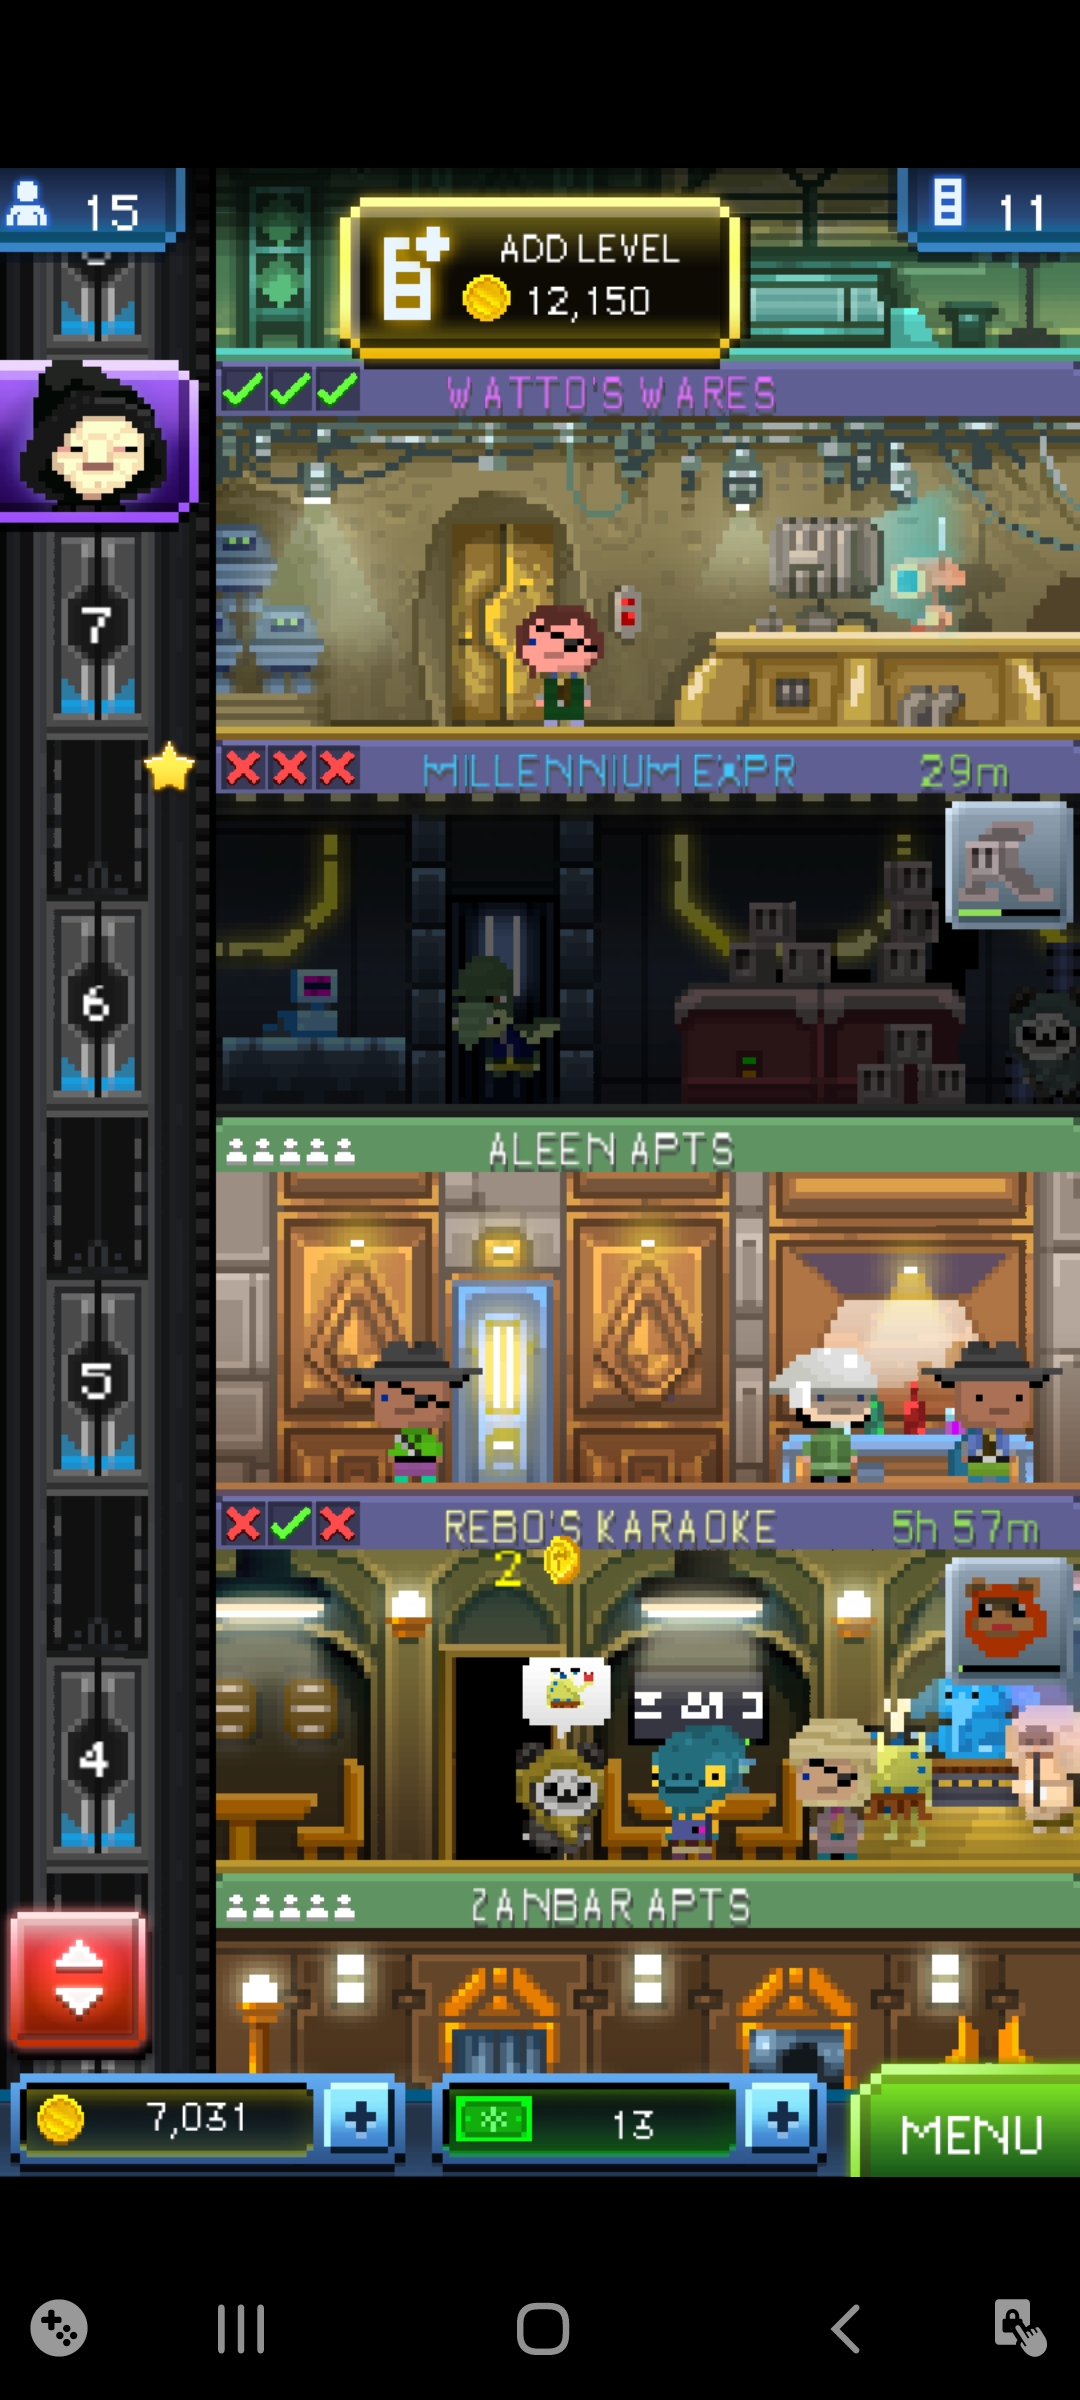 15
ADD LEVEL
12,150
11
WATTO'S WARES
7
MILLENNIUM EXPR
29m
6
ALEEN APTS
5
REBO'S KARAOKE
5h 57m
2
4
ZANBAR APTS
7,031
13
MENU